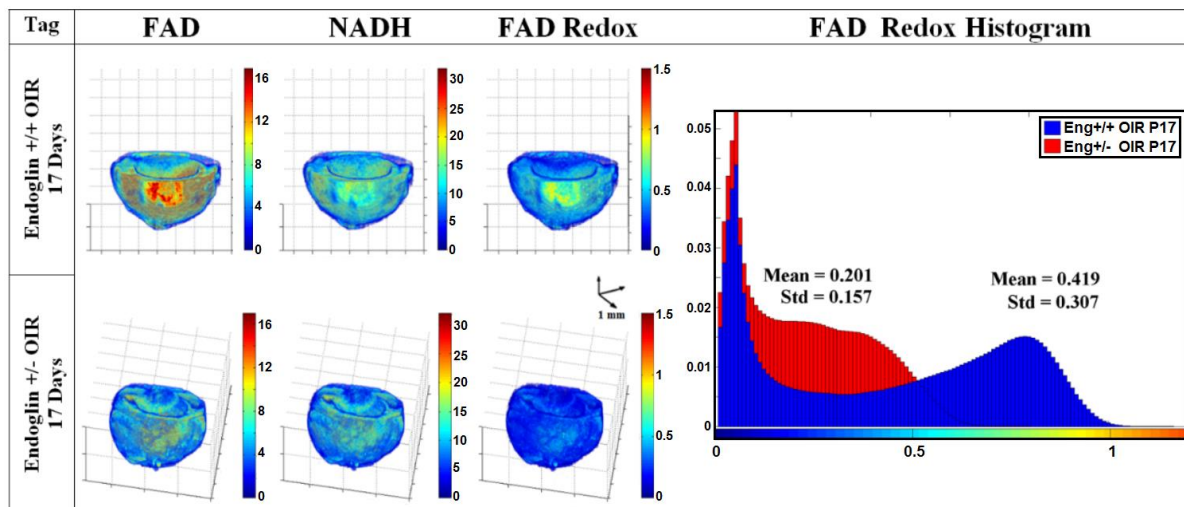 Tag FAD NADH FAD Redox FAD Redox Histogram
Endoglin +/+ OIR
17 Days
16
12
8
4
0
30
25
20
15
10
5
0
1.5
1
0.5
0
Eng+/+ OIR P17
Eng+/- OIR P17
0.05
0.04
0.03
0.02
0.01
0
Mean = 0.201
Std = 0.157
Mean = 0.419
Std = 0.307
0 0.5 1
Endoglin +/- OIR
17 Days
16
12
8
4
0
30
25
20
15
10
5
0
1 mm
1.5
1
0.5
0